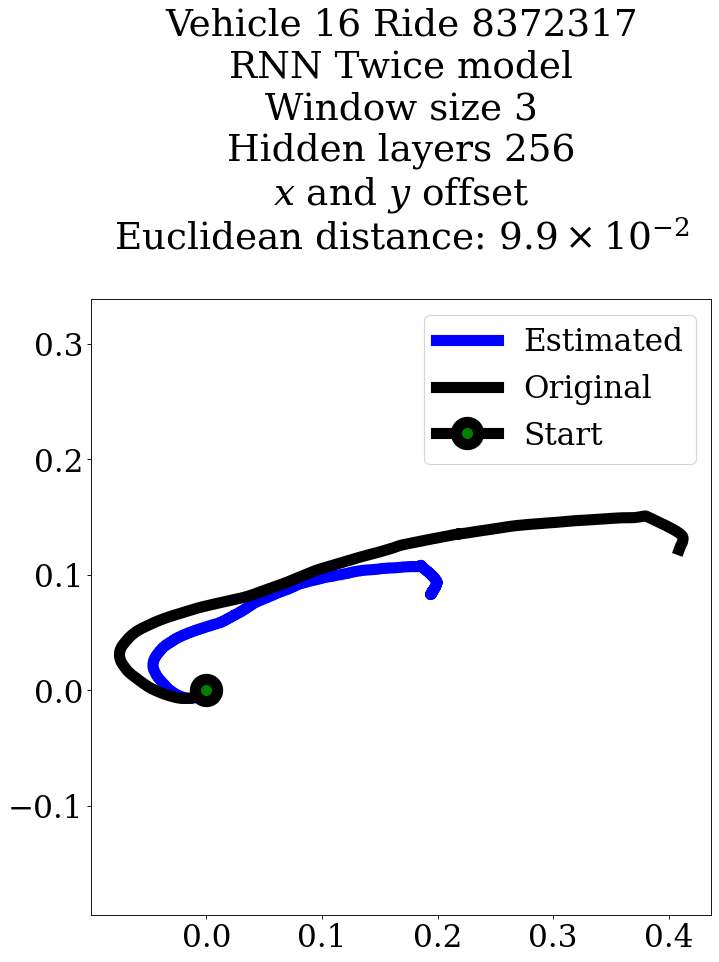 Vehicle 16 Ride 8372317
RNN Twice model
Window size 3
Hidden layers 256
x and y offset
Euclidean distance: 9.9 × 10⁻²
Estimated
Original
Start
0.3
0.2
0.1
0.0
−0.1
0.0 0.1 0.2 0.3 0.4